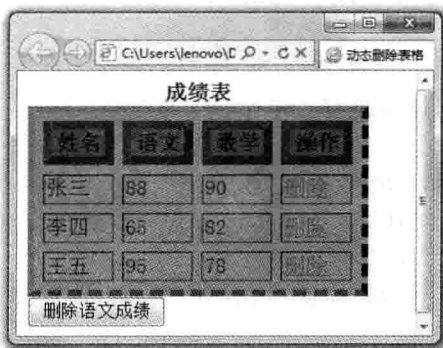 C:\Users\lenovo\D
动态删除表格
成绩表
姓名 语文 数学 操作
张三 88 90 删除
李四 65 82 删除
王五 95 78 删除
删除语文成绩